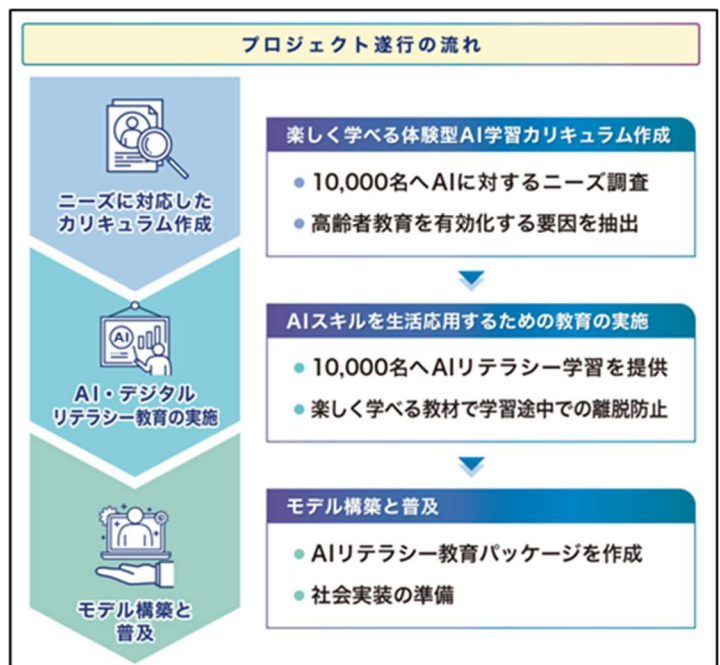 プロジェクト遂行の流れ
ニーズに対応した
カリキュラム作成
楽しく学べる体験型AI学習カリキュラム作成
● 10,000名へAIに対するニーズ調査
● 高齢者教育を有効化する要因を抽出
AI
AI・デジタル
リテラシー教育の実施
AIスキルを生活応用するための教育の実施
● 10,000名へAIリテラシー学習を提供
● 楽しく学べる教材で学習途中での離脱防止
モデル構築と
普及
モデル構築と普及
● AIリテラシー教育パッケージを作成
● 社会実装の準備